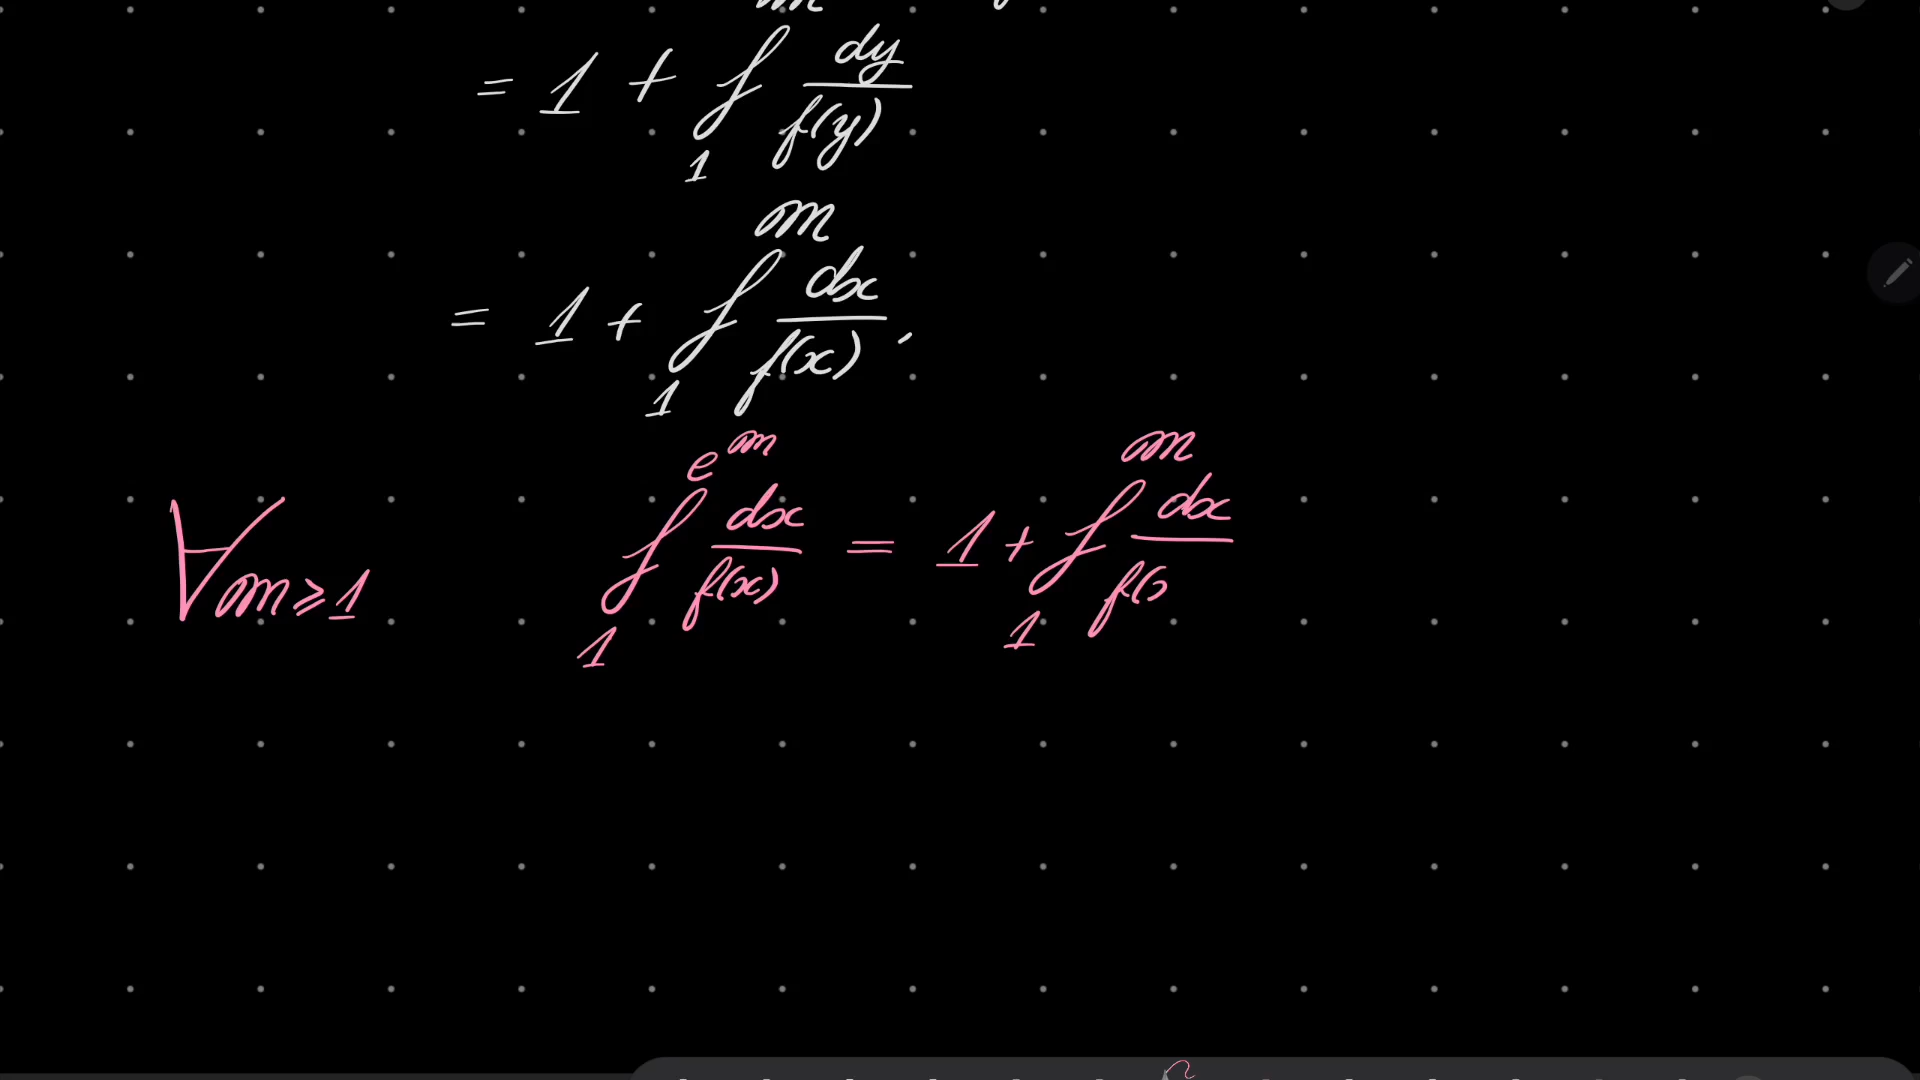 = 1 + ∫₁ dy/f(y)
= 1 + ∫₁^m dx/f(x) .
∀m⩾1 ∫₁^{e^m} dx/f(x) = 1 + ∫₁^m dx/f(